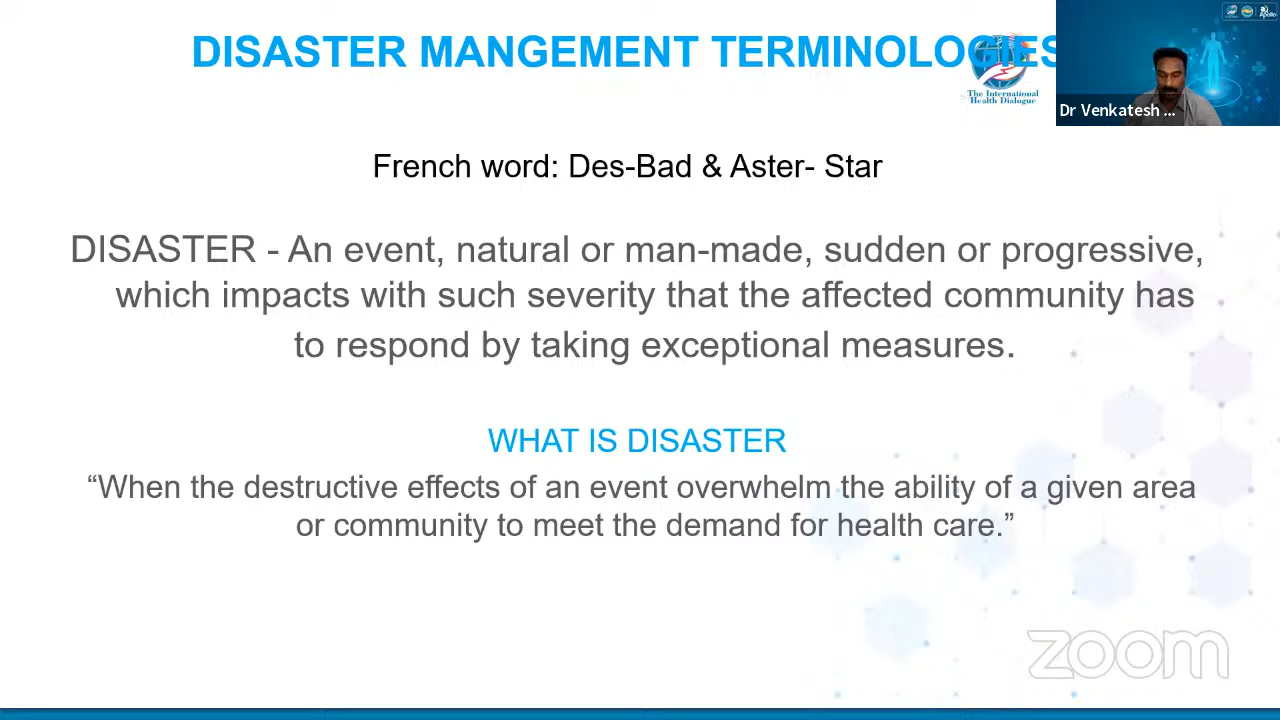 DISASTER MANGEMENT TERMINOLOGIES
The International
Health Dialogue
Apollo
Dr Venkatesh ...
French word: Des-Bad & Aster- Star
DISASTER - An event, natural or man-made, sudden or progressive,
which impacts with such severity that the affected community has
to respond by taking exceptional measures.
WHAT IS DISASTER
“When the destructive effects of an event overwhelm the ability of a given area
or community to meet the demand for health care.”
zoom